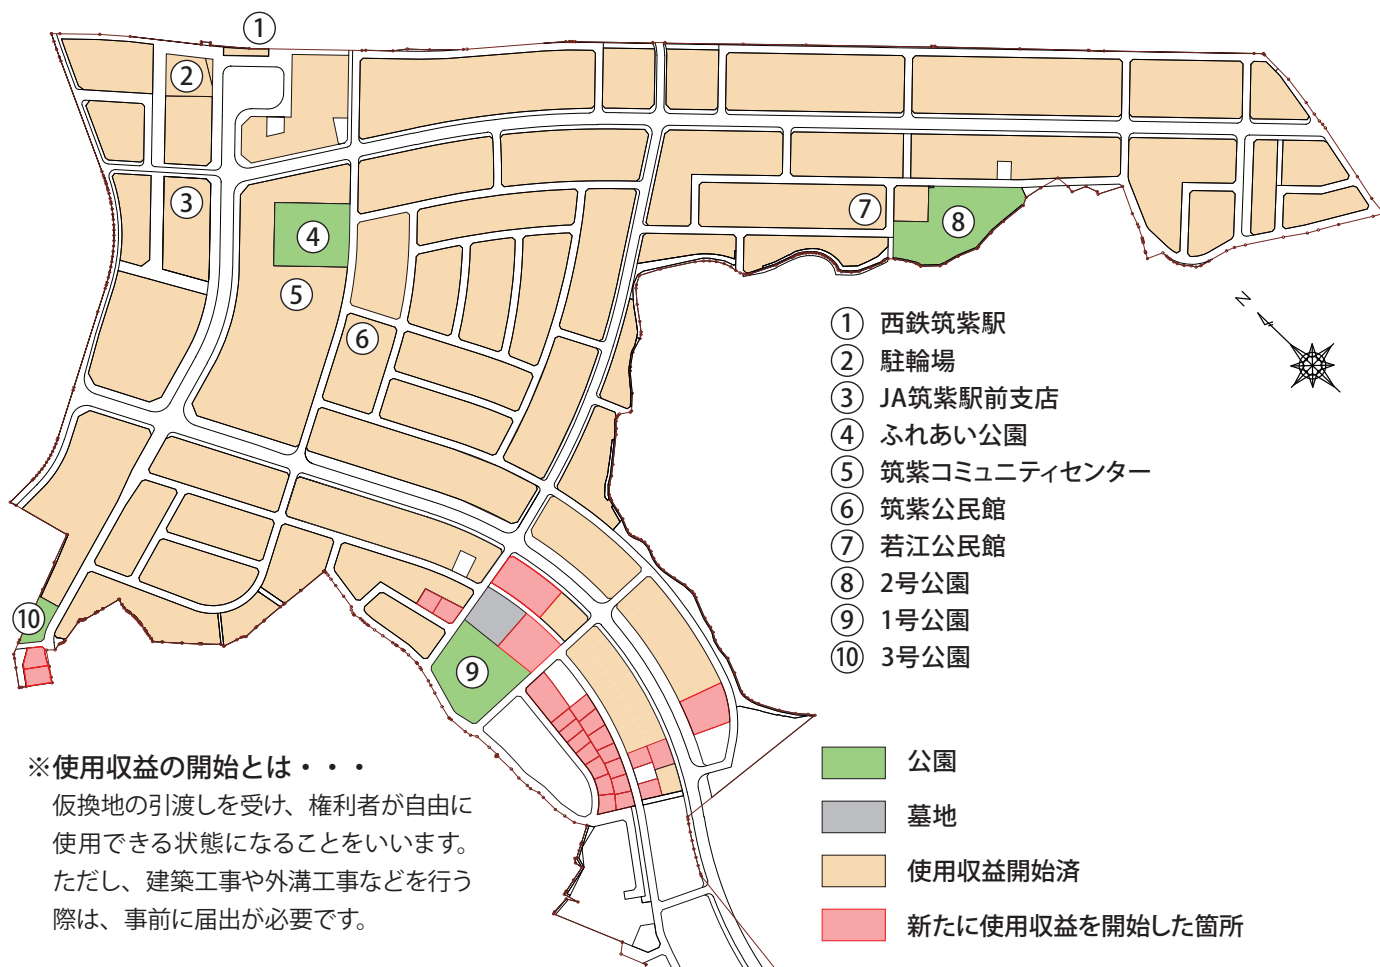 ①
②
③
④
⑤
⑥
⑦
⑧
⑨
⑩
N
① 西鉄筑紫駅
② 駐輪場
③ JA筑紫駅前支店
④ ふれあい公園
⑤ 筑紫コミュニティセンター
⑥ 筑紫公民館
⑦ 若江公民館
⑧ 2号公園
⑨ 1号公園
⑩ 3号公園
※使用収益の開始とは・・・
仮換地の引渡しを受け、権利者が自由に
使用できる状態になることをいいます。
ただし、建築工事や外溝工事などを行う
際は、事前に届出が必要です。
公園
墓地
使用収益開始済
新たに使用収益を開始した箇所